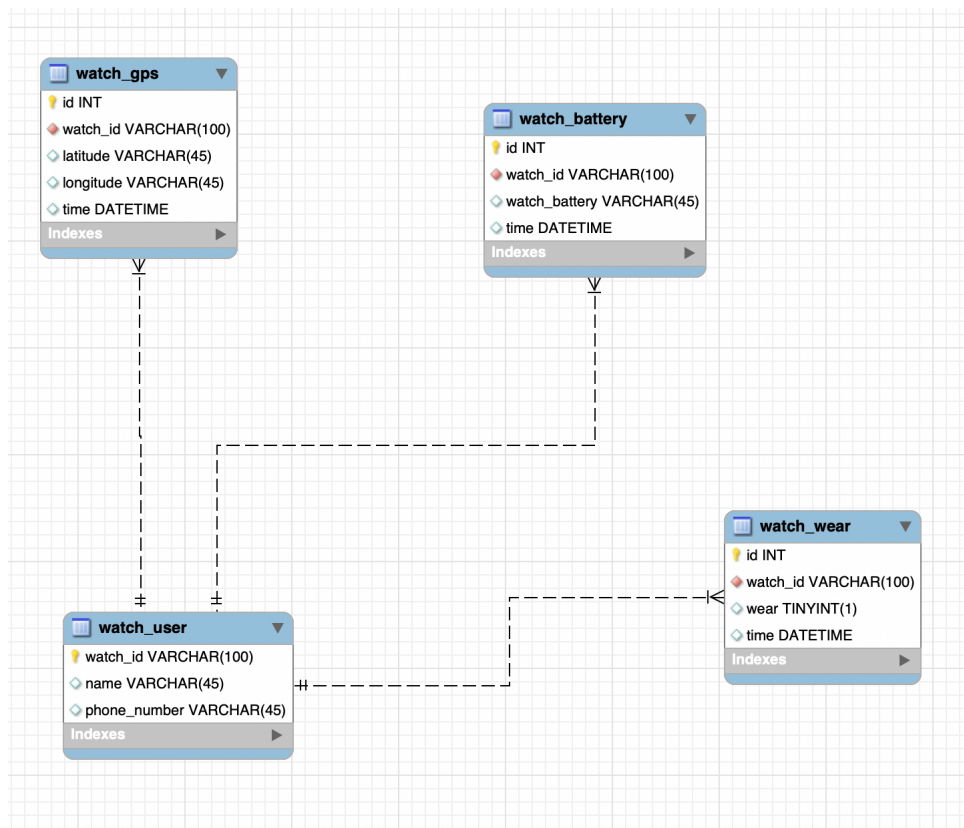 watch_gps
id INT
watch_id VARCHAR(100)
latitude VARCHAR(45)
longitude VARCHAR(45)
time DATETIME
Indexes
watch_battery
id INT
watch_id VARCHAR(100)
watch_battery VARCHAR(45)
time DATETIME
Indexes
watch_user
watch_id VARCHAR(100)
name VARCHAR(45)
phone_number VARCHAR(45)
Indexes
watch_wear
id INT
watch_id VARCHAR(100)
wear TINYINT(1)
time DATETIME
Indexes